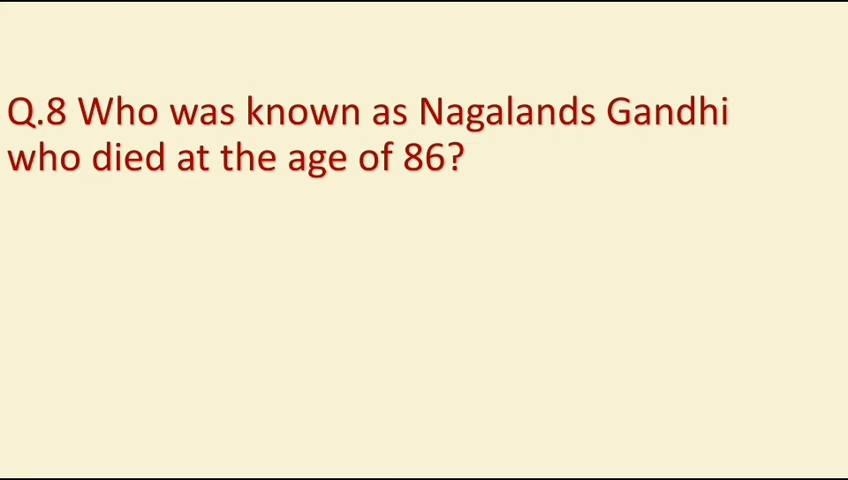 Q.8 Who was known as Nagalands Gandhi
who died at the age of 86?